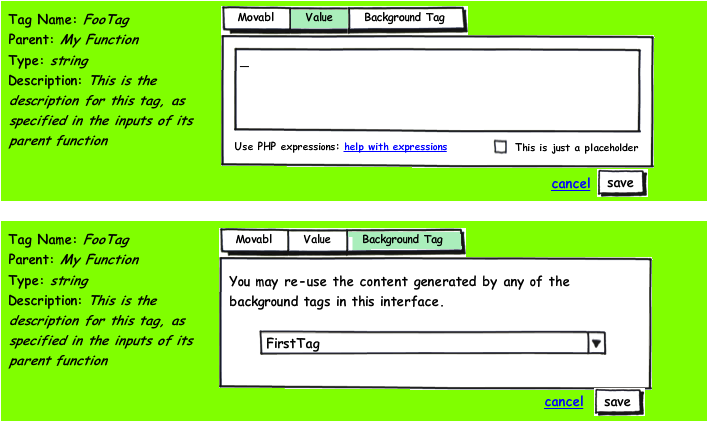 Tag Name: FooTag
Parent: My Function
Type: string
Description: This is the
description for this tag, as
specified in the inputs of its
parent function
Movabl
Value
Background Tag
_
Use PHP expressions: help with expressions
This is just a placeholder
cancel
save
Tag Name: FooTag
Parent: My Function
Type: string
Description: This is the
description for this tag, as
specified in the inputs of its
parent function
Movabl
Value
Background Tag
You may re-use the content generated by any of the
background tags in this interface.
FirstTag
cancel
save